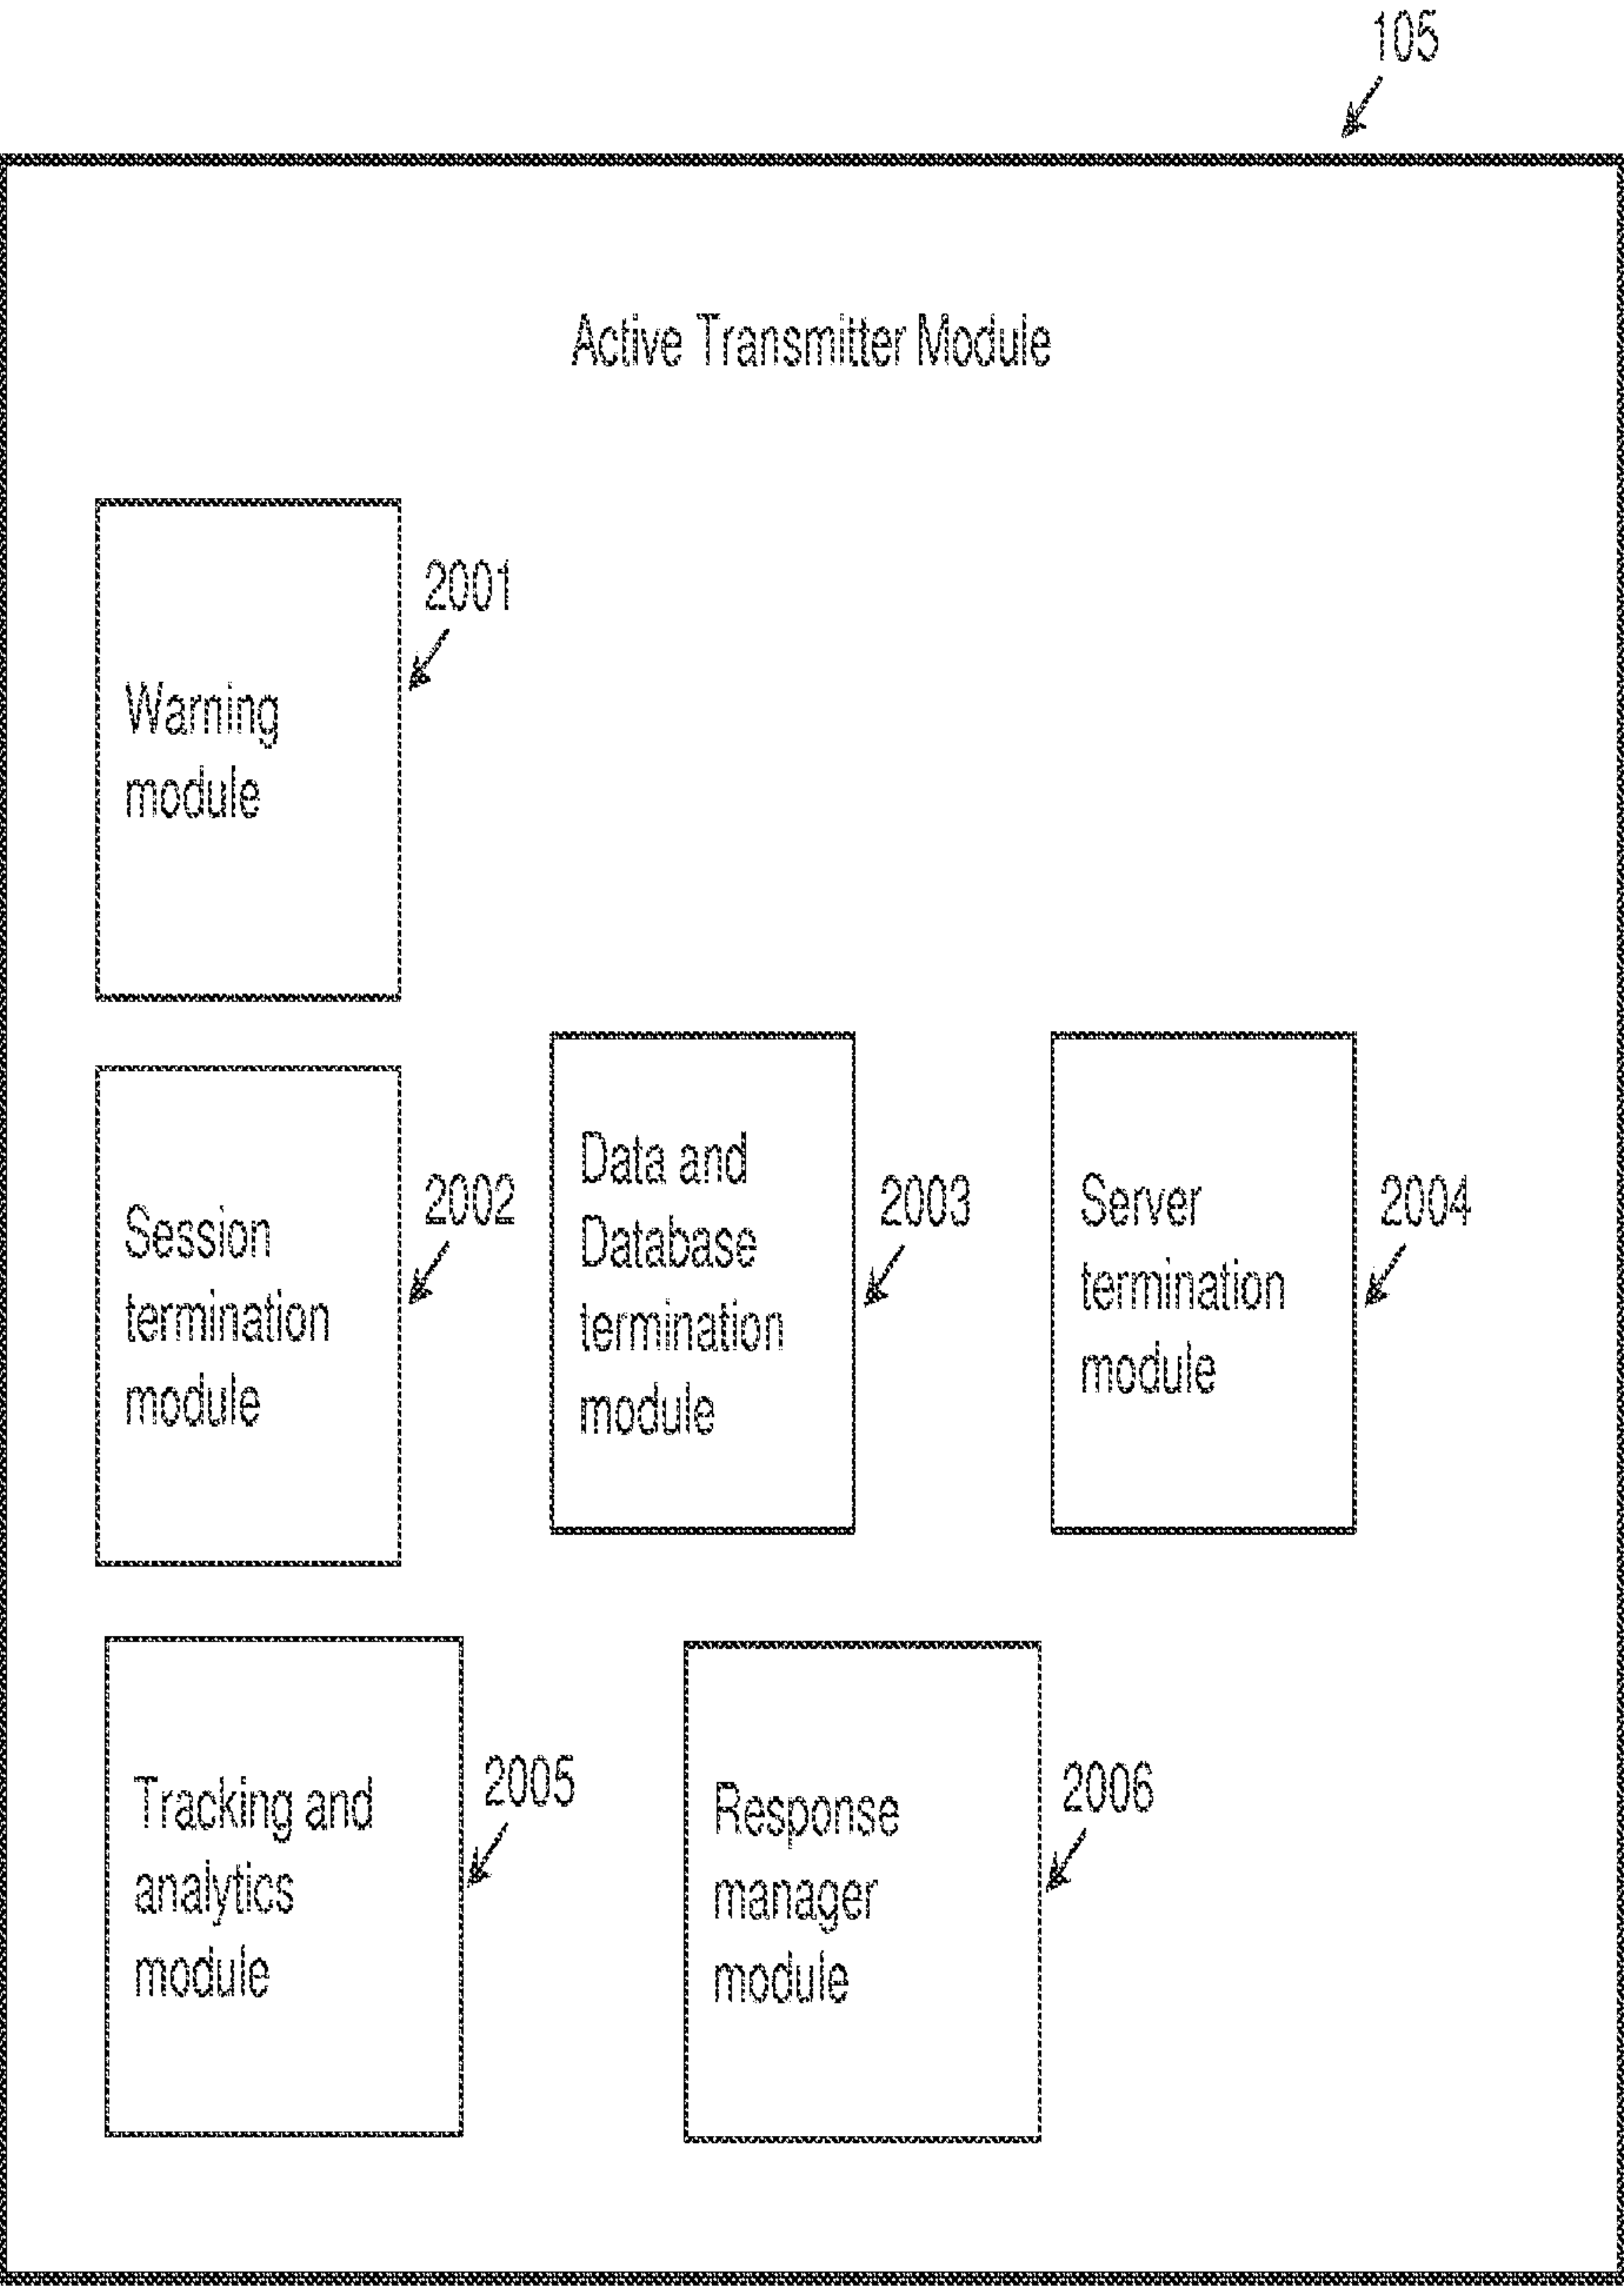 105
Active Transmitter Module
2001
Warning
module
2002
Session
termination
module
2003
Data and
Database
termination
module
2004
Server
termination
module
2005
Tracking and
analytics
module
2006
Response
manager
module